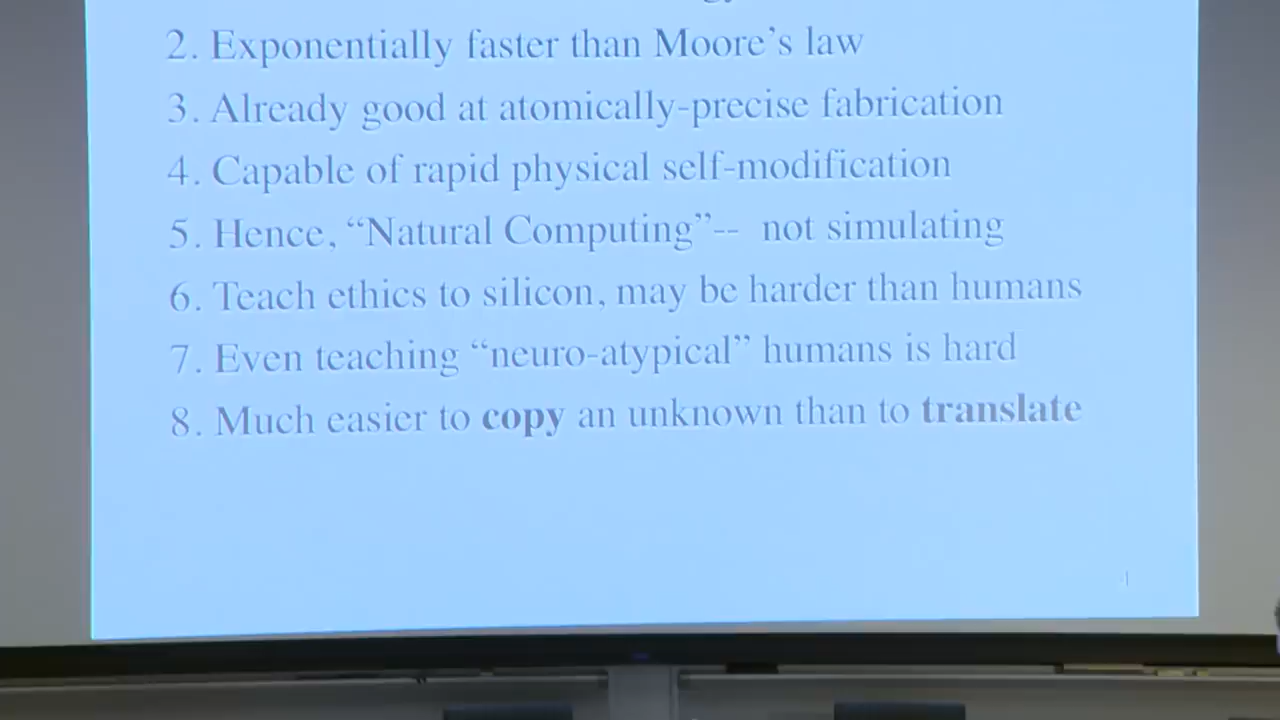 2. Exponentially faster than Moore’s law
3. Already good at atomically-precise fabrication
4. Capable of rapid physical self-modification
5. Hence, “Natural Computing”-- not simulating
6. Teach ethics to silicon, may be harder than humans
7. Even teaching “neuro-atypical” humans is hard
8. Much easier to copy an unknown than to translate
1